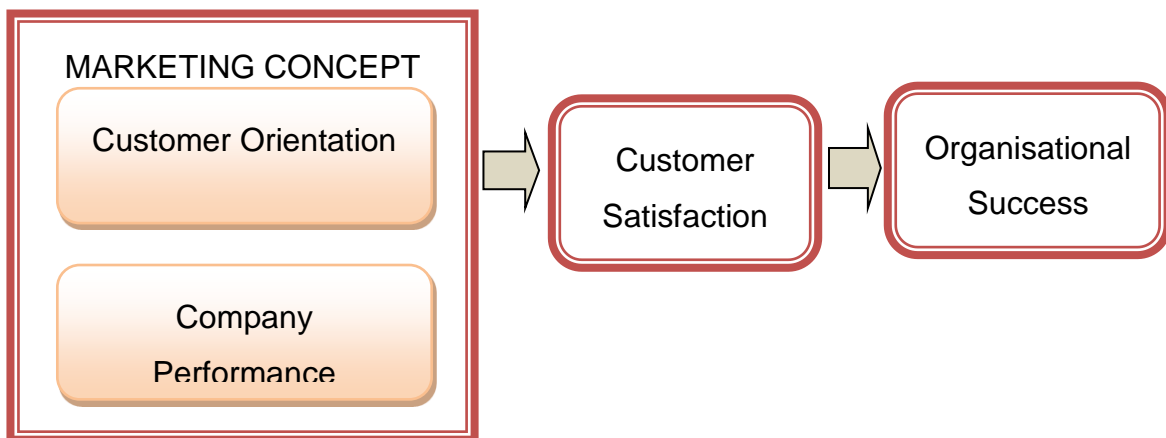 MARKETING CONCEPT
Customer Orientation
Company
Performance
Customer
Satisfaction
Organisational
Success